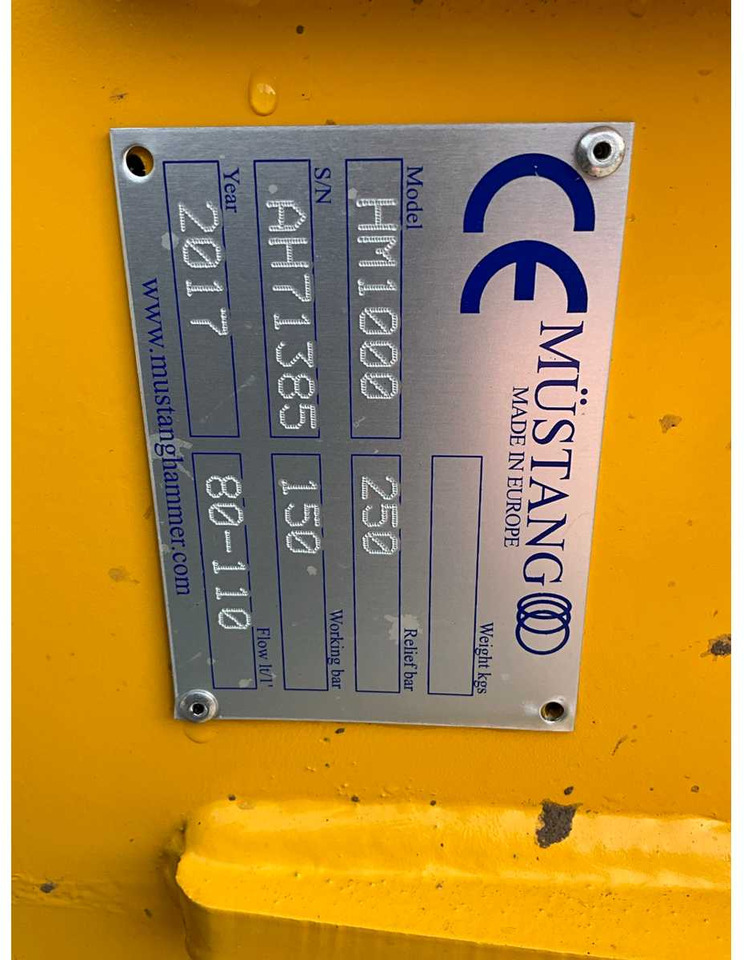 CE MÜSTANG
MADE IN EUROPE
Weight kgs
Model HM1000 250 Relief bar
S/N AH71385 150 Working bar
Year 2017 80-110 Flow lt/1'
www.mustanghammer.com